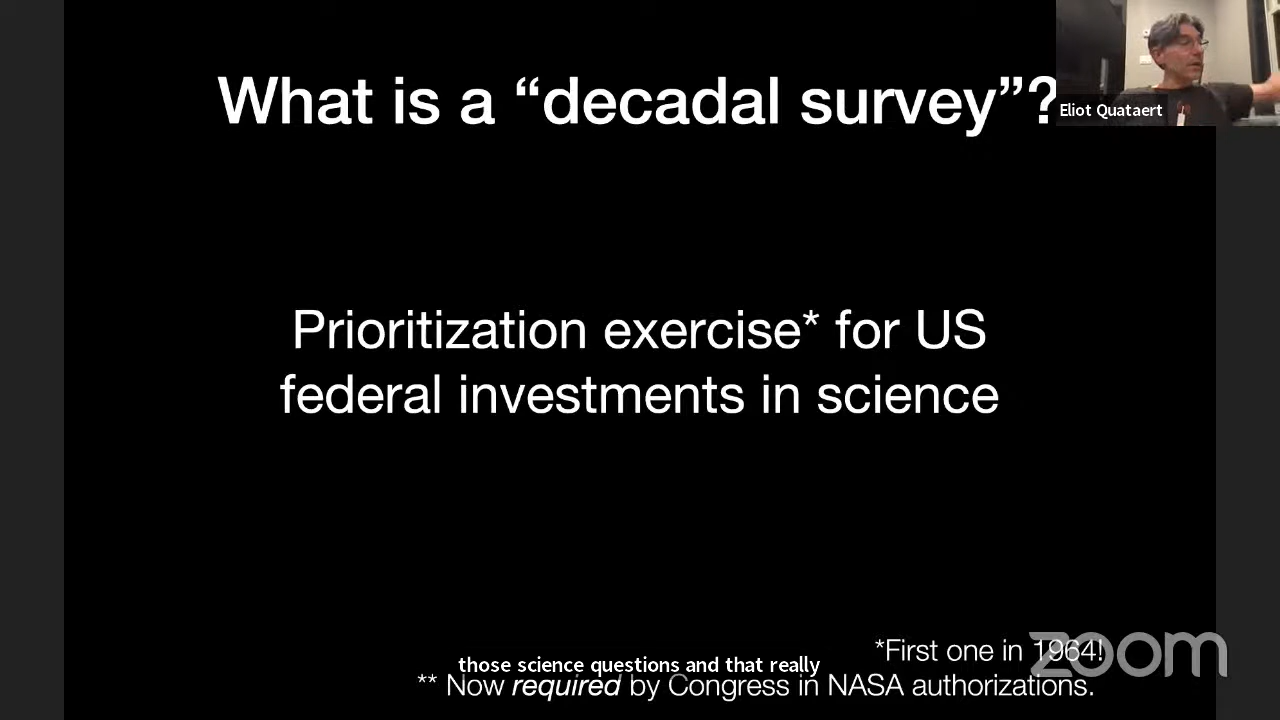 What is a “decadal survey”?
Eliot Quataert
Prioritization exercise* for US
federal investments in science
*First one in 1964!
zoom
those science questions and that really
** Now required by Congress in NASA authorizations.